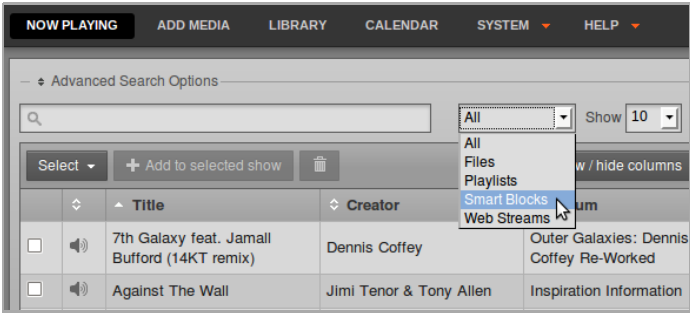 NOW PLAYING ADD MEDIA LIBRARY CALENDAR SYSTEM HELP
Advanced Search Options
All Show 10
All
Files
Playlists
Smart Blocks
Web Streams
Select + Add to selected show w / hide columns
Title Creator um
7th Galaxy feat. Jamall
Bufford (14KT remix)
Dennis Coffey
Outer Galaxies: Dennis
Coffey Re-Worked
Against The Wall Jimi Tenor & Tony Allen Inspiration Information